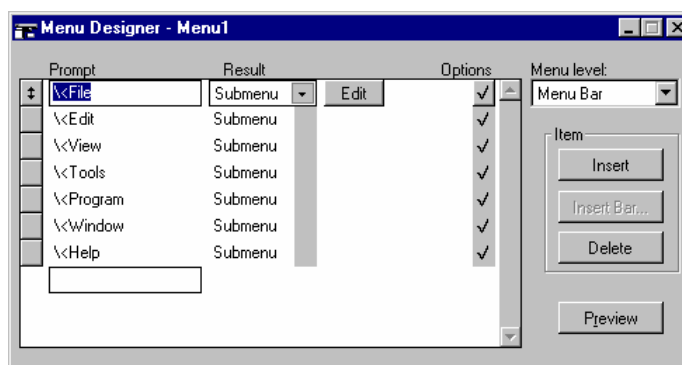 Menu Designer - Menu1
Prompt Result Options Menu level:
\<File Submenu Edit √ Menu Bar
\<Edit Submenu √
\<View Submenu √
\<Tools Submenu √
\<Program Submenu √
\<Window Submenu √
\<Help Submenu √
Item
Insert
Insert Bar...
Delete
Preview